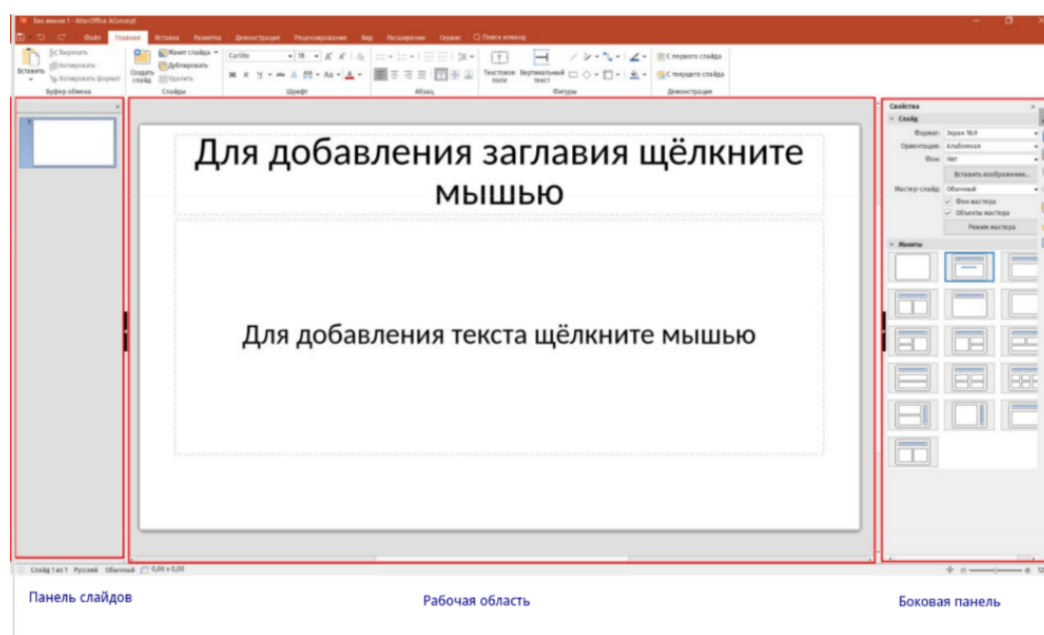 Без имени 1 - AlterOffice AConcept
Файл Главная Вставка Разметка Демонстрация Рецензирование Вид Расширения Сервис Поиск команд
Вставить
Вырезать
Копировать
Копировать формат
Буфер обмена
Создать слайд
Макет слайда
Дублировать
Удалить
Слайды
Carlito 18
Ж К Ч Aa А
Шрифт
Абзац
Текстовое поле
Вертикальный текст
Фигуры
С первого слайда
С текущего слайда
Демонстрация
1
Для добавления заглавия щёлкните
мышью
Для добавления текста щёлкните мышью
Свойства
Слайд
Формат: Экран 16:9
Ориентация: Альбомная
Фон: Нет
Вставить изображение...
Мастер-слайд: Обычный
Фон мастера
Объекты мастера
Режим мастера
Макеты
Слайд 1 из 1 Русский Обычный 0,00 x 0,00
Панель слайдов
Рабочая область
Боковая панель